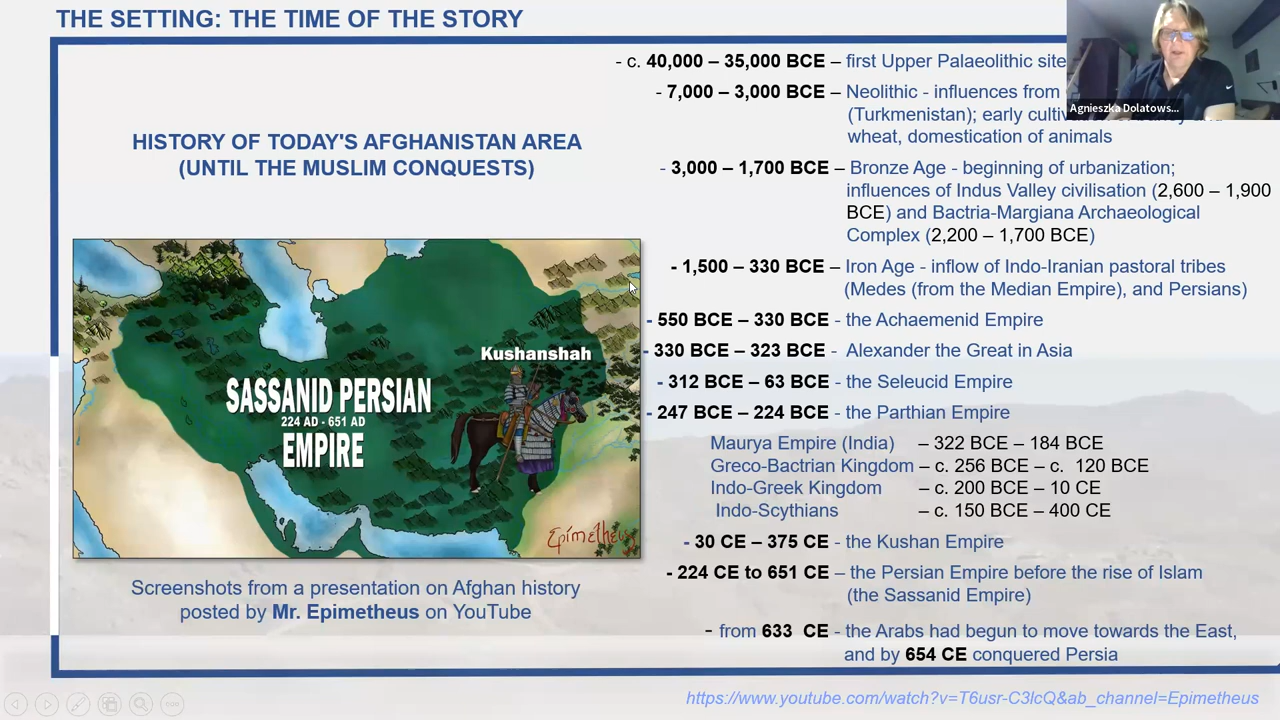 THE SETTING: THE TIME OF THE STORY
HISTORY OF TODAY'S AFGHANISTAN AREA
(UNTIL THE MUSLIM CONQUESTS)
Kushanshah
SASSANID PERSIAN
224 AD - 651 AD
EMPIRE
Epimetheus
Screenshots from a presentation on Afghan history
posted by Mr. Epimetheus on YouTube
- c. 40,000 – 35,000 BCE – first Upper Palaeolithic site
- 7,000 – 3,000 BCE – Neolithic - influences from
(Turkmenistan); early
wheat, domestication of animals
- 3,000 – 1,700 BCE – Bronze Age - beginning of urbanization;
influences of Indus Valley civilisation (2,600 – 1,900
BCE) and Bactria-Margiana Archaeological
Complex (2,200 – 1,700 BCE)
- 1,500 – 330 BCE – Iron Age - inflow of Indo-Iranian pastoral tribes
(Medes (from the Median Empire), and Persians)
- 550 BCE – 330 BCE - the Achaemenid Empire
- 330 BCE – 323 BCE - Alexander the Great in Asia
- 312 BCE – 63 BCE - the Seleucid Empire
- 247 BCE – 224 BCE - the Parthian Empire
Maurya Empire (India) – 322 BCE – 184 BCE
Greco-Bactrian Kingdom – c. 256 BCE – c. 120 BCE
Indo-Greek Kingdom – c. 200 BCE – 10 CE
Indo-Scythians – c. 150 BCE – 400 CE
- 30 CE – 375 CE - the Kushan Empire
- 224 CE to 651 CE – the Persian Empire before the rise of Islam
(the Sassanid Empire)
- from 633 CE - the Arabs had begun to move towards the East,
and by 654 CE conquered Persia
https://www.youtube.com/watch?v=T6usr-C3lcQ&ab_channel=Epimetheus
Agnieszka Dolatows...